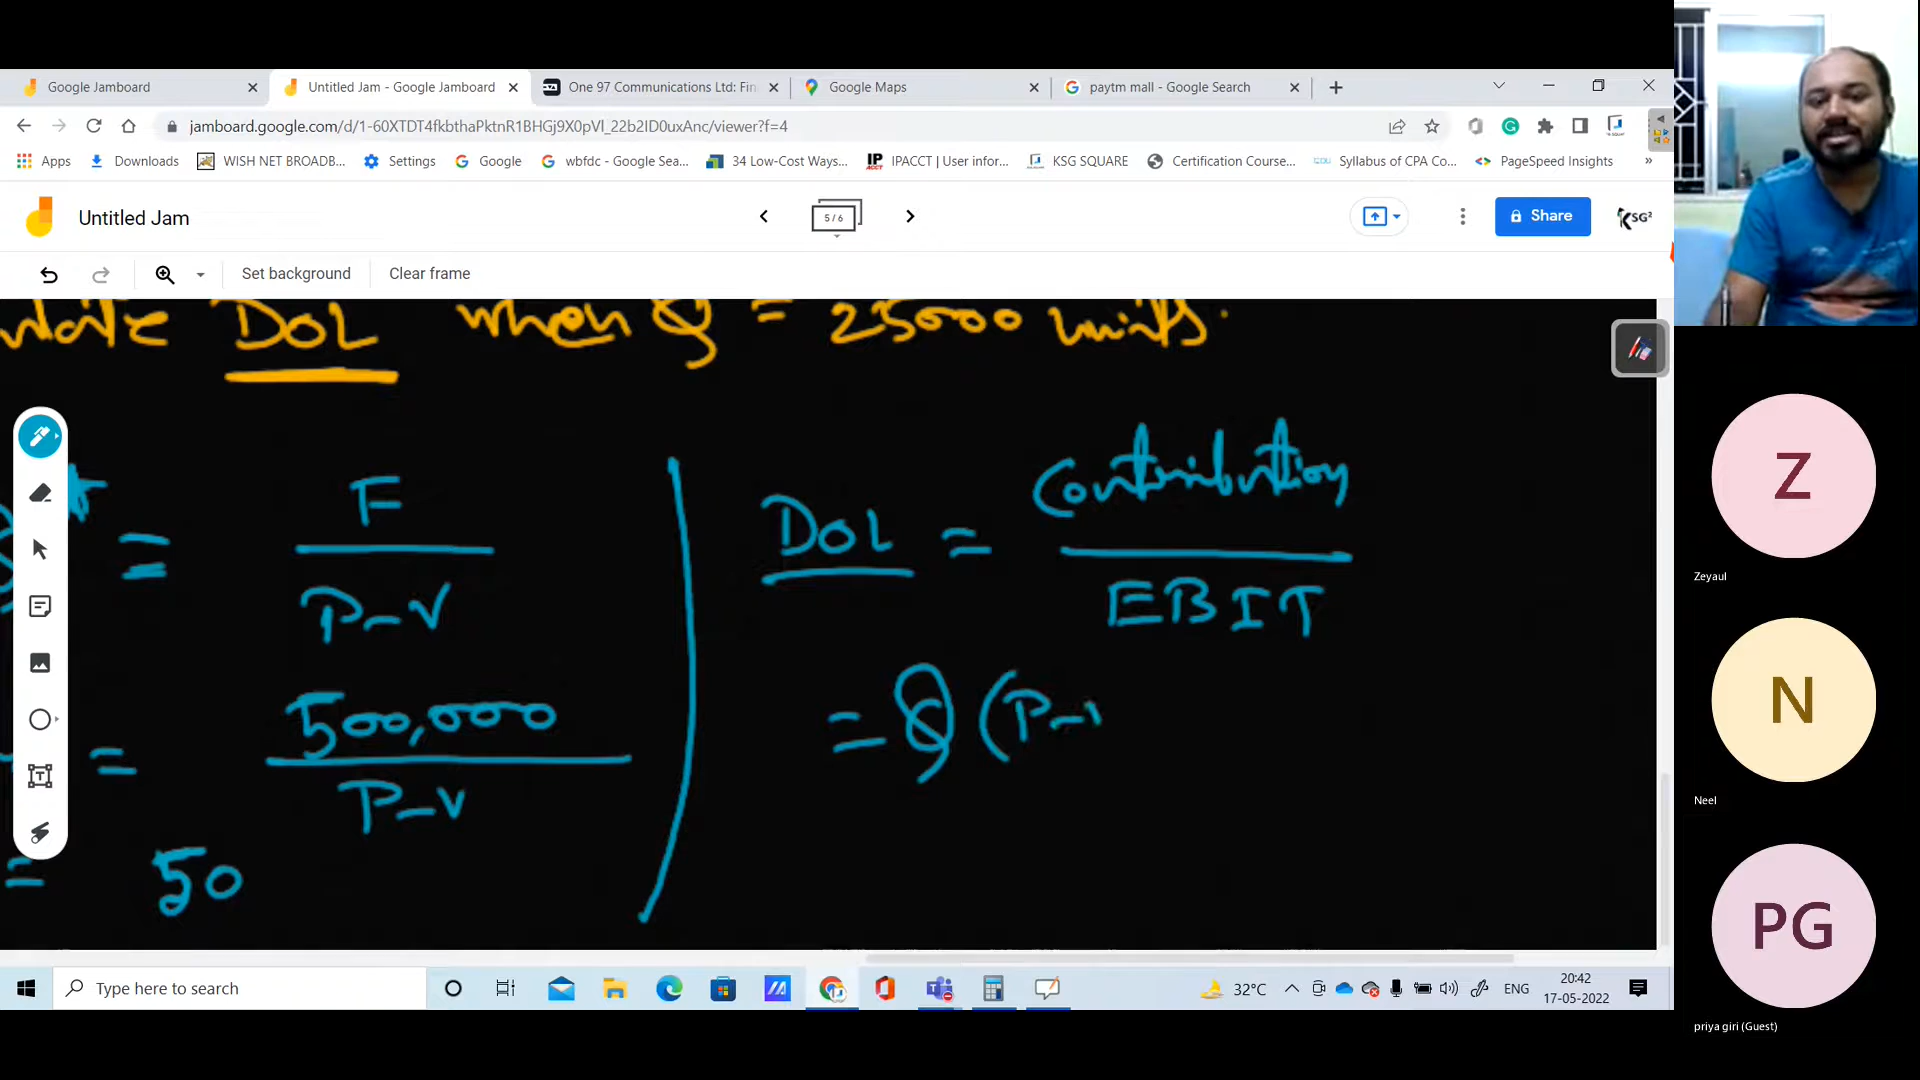 Google Jamboard
Untitled Jam - Google Jamboard
One 97 Communications Ltd: Fin
Google Maps
paytm mall - Google Search
jamboard.google.com/d/1-60XTDT4fkbthaPktnR1BHGj9X0pVl_22b2ID0uxAnc/viewer?f=4
Apps
Downloads
WISH NET BROADB...
Settings
Google
wbfdc - Google Sea...
34 Low-Cost Ways...
IPACCT | User infor...
KSG SQUARE
Certification Course...
Syllabus of CPA Co...
PageSpeed Insights
Untitled Jam
5 / 6
Share
KSG²
Set background
Clear frame
DOL when Q = 25000 units.
= F
P-V
DOL = Contribution
EBIT
= 500,000
P-V
= Q (P-
= 50
Z
Zeyaul
N
Neel
PG
priya giri (Guest)
Type here to search
32°C
ENG
20:42
17-05-2022